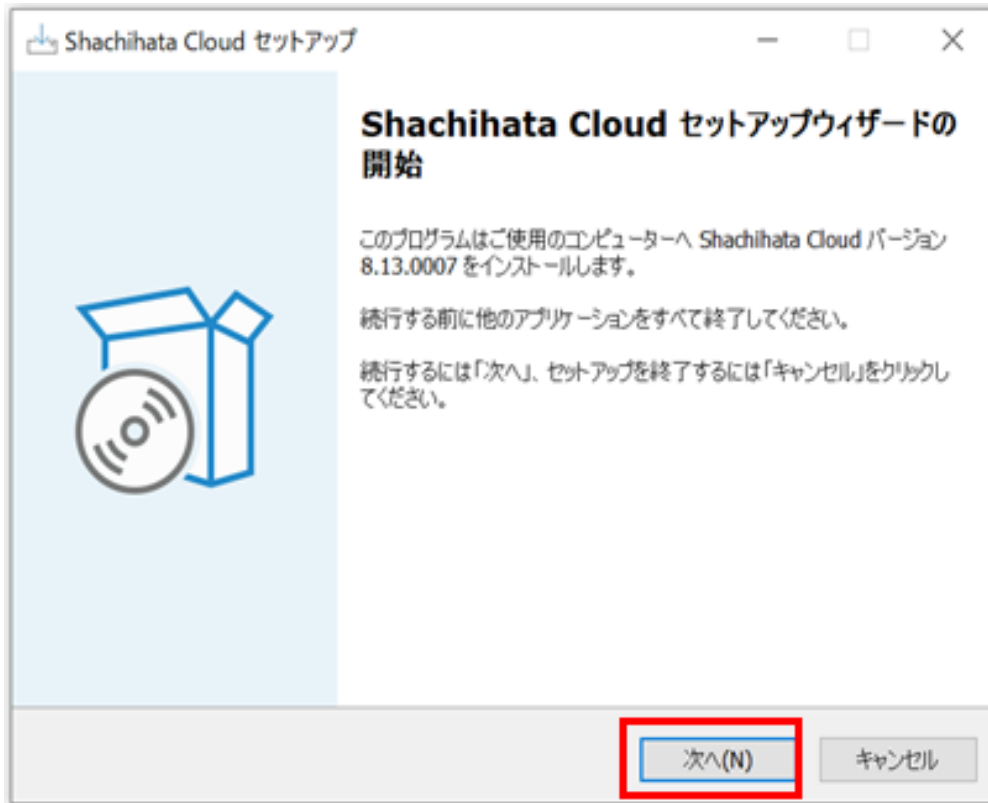 Shachihata Cloud セットアップ
Shachihata Cloud セットアップウィザードの
開始
このプログラムはご使用のコンピューターへ Shachihata Cloud バージョン
8.13.0007 をインストールします。
続行する前に他のアプリケーションをすべて終了してください。
続行するには「次へ」、セットアップを終了するには「キャンセル」をクリックし
てください。
次へ(N)
キャンセル